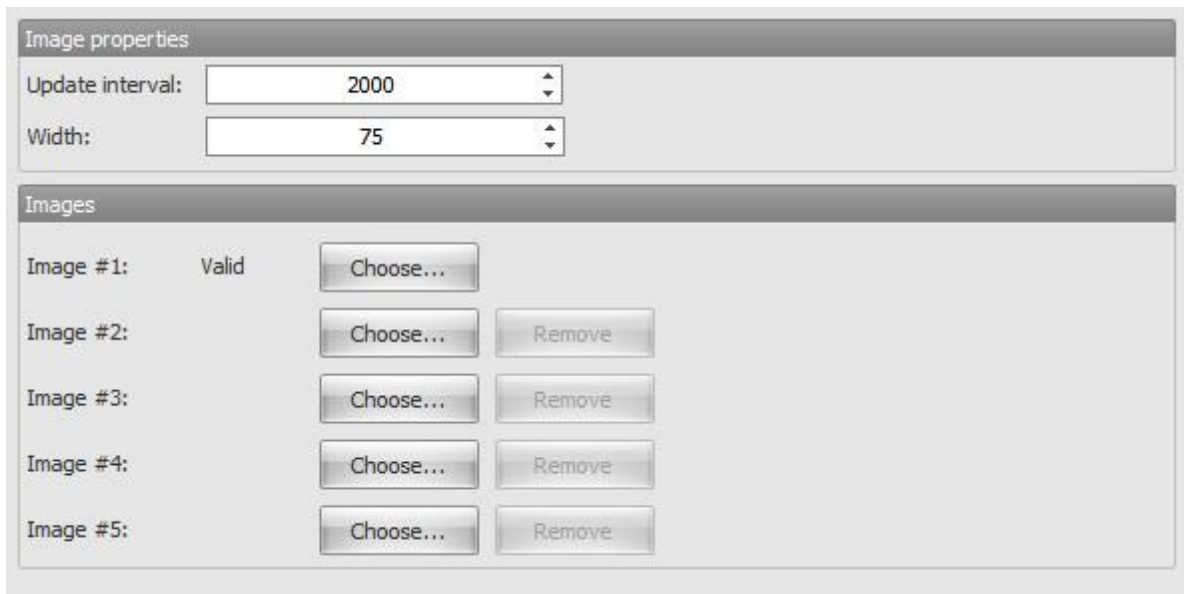 Image properties
Update interval: 2000
Width: 75
Images
Image #1: Valid Choose...
Image #2: Choose... Remove
Image #3: Choose... Remove
Image #4: Choose... Remove
Image #5: Choose... Remove